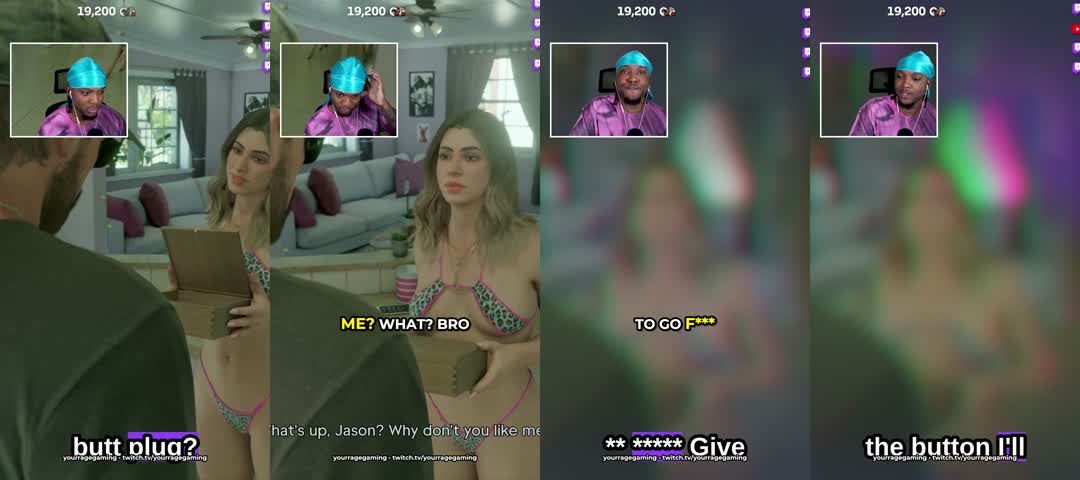 19,200
butt plug?
yourragegaming • twitch.tv/yourragegaming
19,200
ME? WHAT? BRO
What's up, Jason? Why don't you like me
yourragegaming • twitch.tv/yourragegaming
19,200
TO GO F***
** ***** Give
yourragegaming • twitch.tv/yourragegaming
19,200
the button I'll
yourragegaming • twitch.tv/yourragegaming